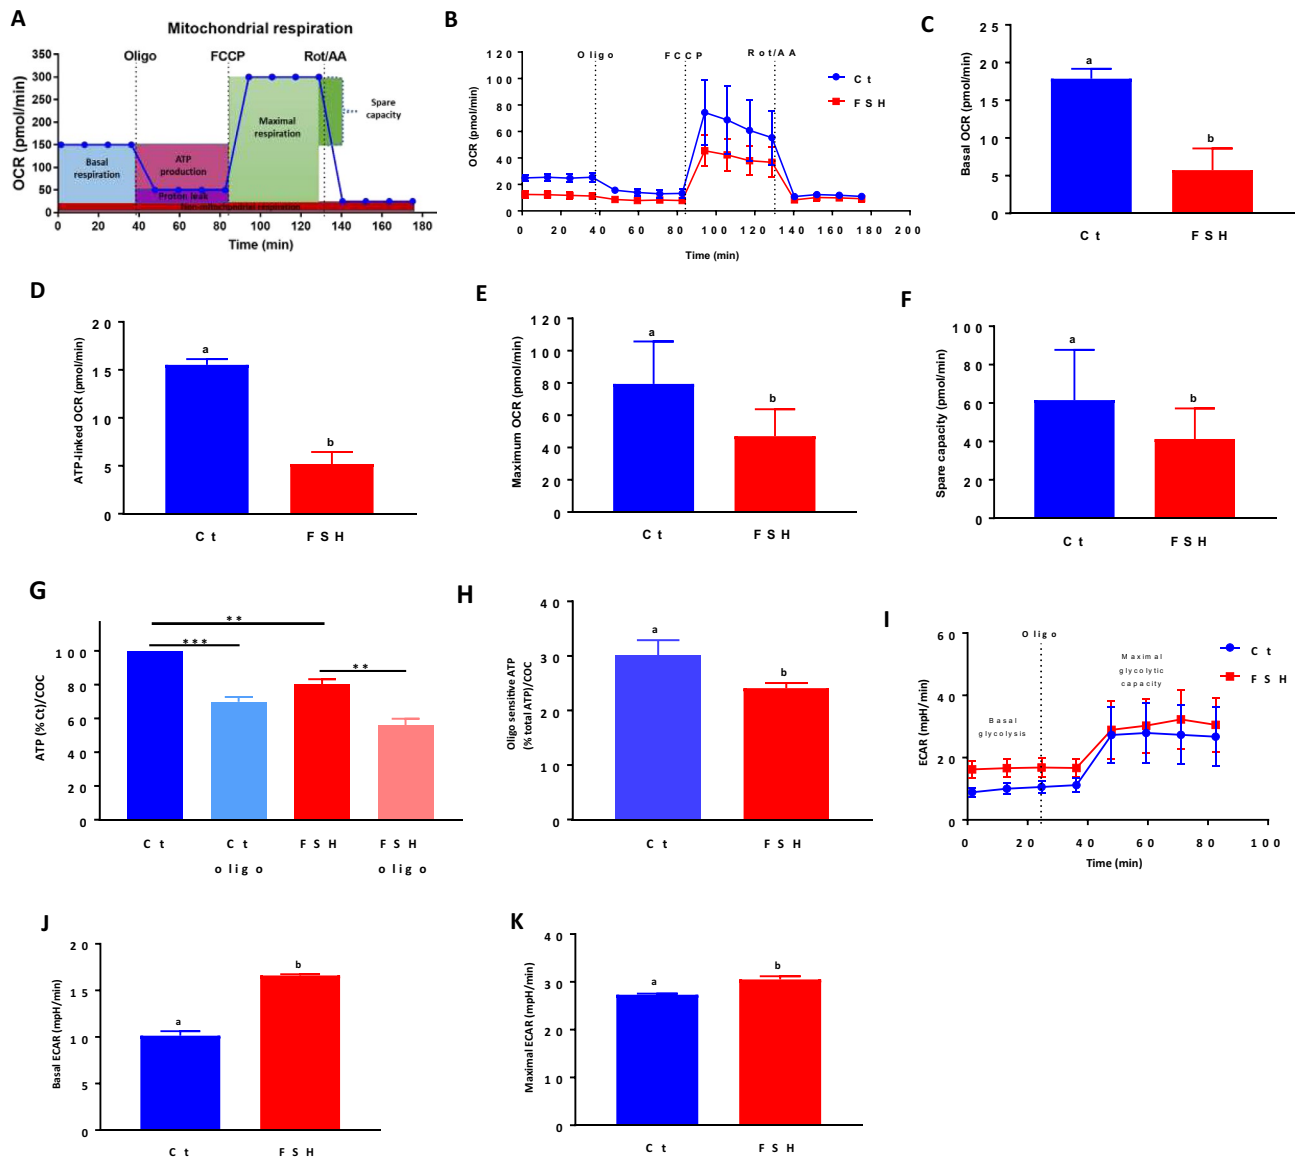 A
Mitochondrial respiration
Oligo
FCCP
Rot/AA
OCR (pmol/min)
350
300
250
200
150
100
50
0
Basal
respiration
ATP
production
Proton leak
Non-mitochondrial respiration
Maximal
respiration
Spare
capacity
0 20 40 60 80 100 120 140 160 180
Time (min)
B
Oligo
FCCP
Rot/AA
Ct
FSH
OCR (pmol/min)
120
100
80
60
40
20
0
0 20 40 60 80 100 120 140 160 180 200
Time (min)
C
Basal OCR (pmol/min)
25
20
15
10
5
0
a
b
Ct
FSH
D
ATP-linked OCR (pmol/min)
20
15
10
5
0
a
b
Ct
FSH
E
Maximum OCR (pmol/min)
120
100
80
60
40
20
0
a
b
Ct
FSH
F
Spare capacity (pmol/min)
100
80
60
40
20
0
a
b
Ct
FSH
G
ATP (% Ct)/COC
100
80
60
40
20
0
**
***
**
Ct
Ct
oligo
FSH
FSH
oligo
H
Oligo sensitive ATP
(% total ATP)/COC
40
30
20
10
0
a
b
Ct
FSH
I
Oligo
Ct
FSH
Maximal
glycolytic
capacity
Basal
glycolysis
ECAR (mpH/min)
60
40
20
0
0 20 40 60 80 100
Time (min)
J
Basal ECAR (mpH/min)
20
15
10
5
0
a
b
Ct
FSH
K
Maximal ECAR (mpH/min)
40
30
20
10
0
a
b
Ct
FSH